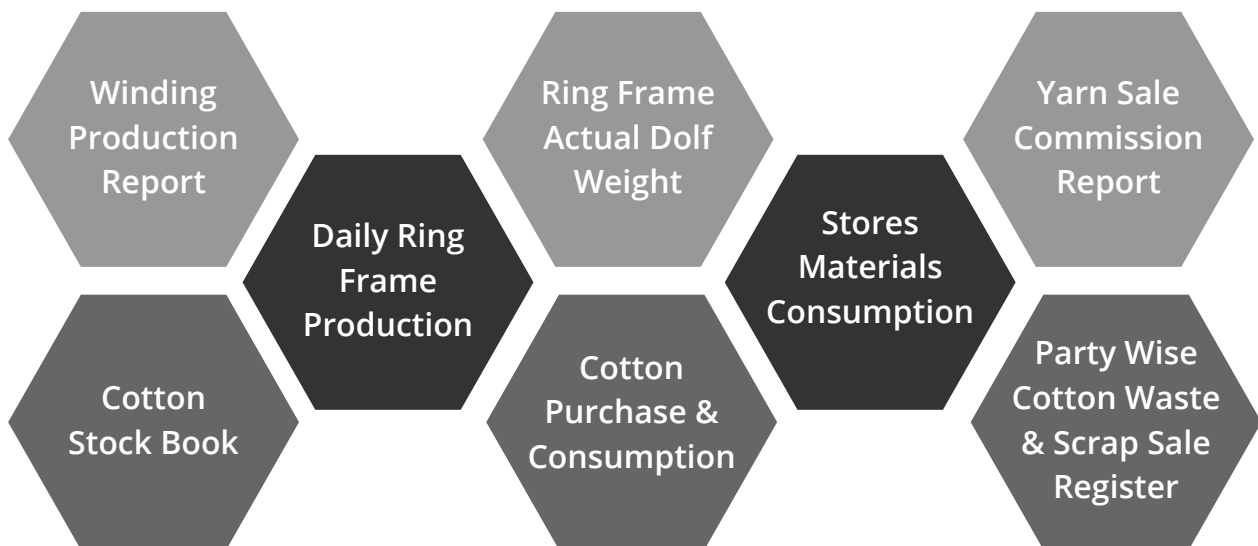 Winding
Production
Report
Ring Frame
Actual Dolf
Weight
Yarn Sale
Commission
Report
Daily Ring
Frame
Production
Stores
Materials
Consumption
Cotton
Stock Book
Cotton
Purchase &
Consumption
Party Wise
Cotton Waste
& Scrap Sale
Register